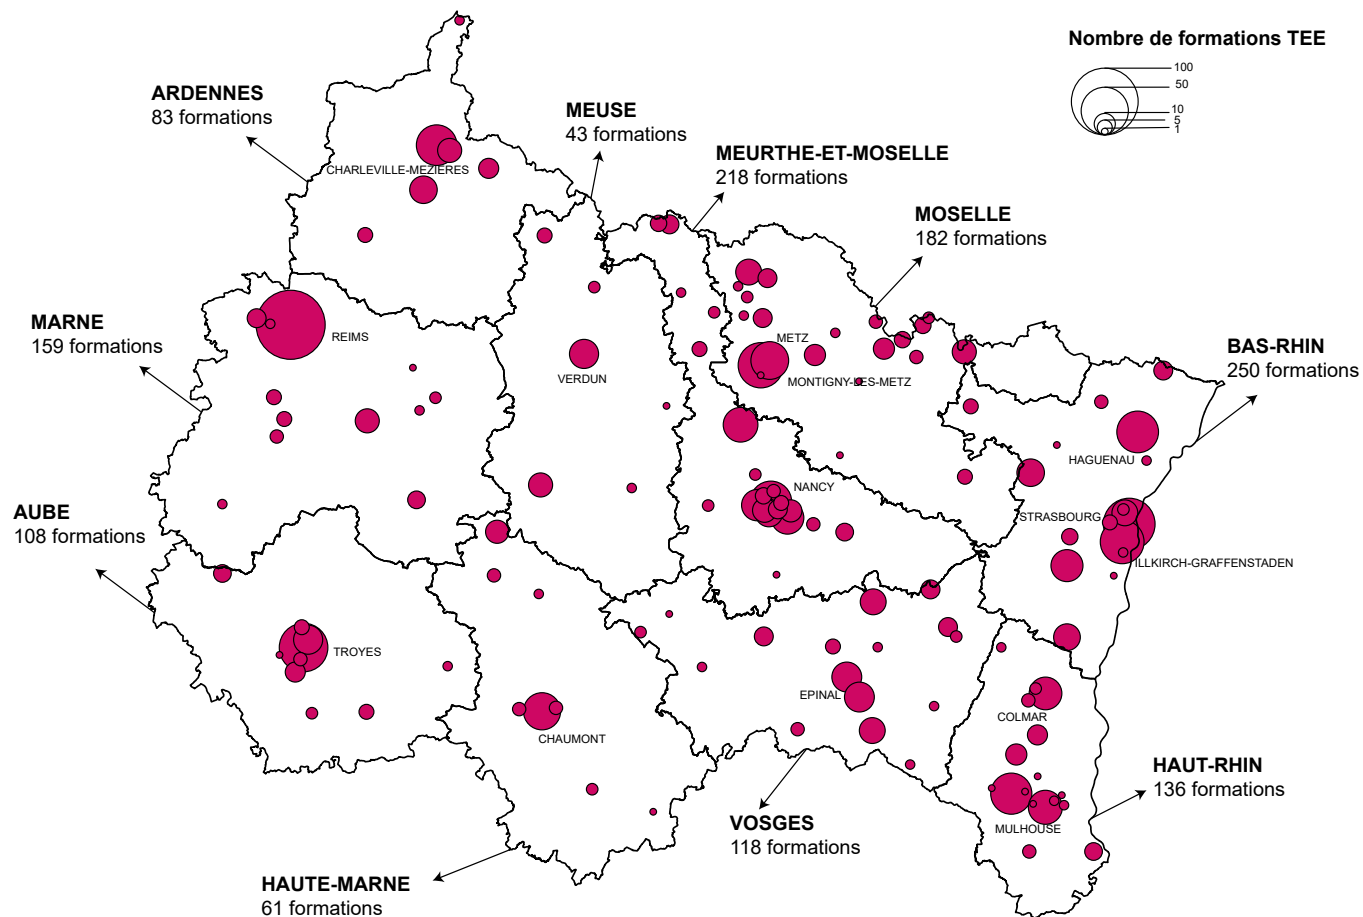 Nombre de formations TEE
100
50
10
5
1
ARDENNES
83 formations
MEUSE
43 formations
MEURTHE-ET-MOSELLE
218 formations
MOSELLE
182 formations
MARNE
159 formations
BAS-RHIN
250 formations
AUBE
108 formations
HAUT-RHIN
136 formations
VOSGES
118 formations
HAUTE-MARNE
61 formations
CHARLEVILLE-MEZIERES
REIMS
VERDUN
METZ
MONTIGNY-LES-METZ
HAGUENAU
NANCY
STRASBOURG
ILLKIRCH-GRAFFENSTADEN
TROYES
EPINAL
CHAUMONT
COLMAR
MULHOUSE